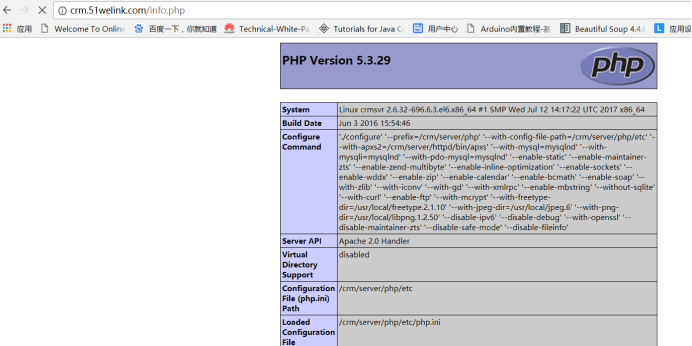 crm.51welink.com/info.php
应用 Welcome To Online 百度一下，你就知道 Technical-White-Pa Tutorials for Java C 用户中心 Arduino内置教程-基 Beautiful Soup 4.4.0 应用设
PHP Version 5.3.29
php
System Linux crmsvr 2.6.32-696.6.3.el6.x86_64 #1 SMP Wed Jul 12 14:17:22 UTC 2017 x86_64
Build Date Jun 3 2016 15:54:46
Configure Command './configure' '--prefix=/crm/server/php' '--with-config-file-path=/crm/server/php/etc' '-
-with-apxs2=/crm/server/httpd/bin/apxs' '--with-mysql=mysqlnd' '--with-
mysqli=mysqlnd' '--with-pdo-mysql=mysqlnd' '--enable-static' '--enable-maintainer-
zts' '--enable-zend-multibyte' '--enable-inline-optimization' '--enable-sockets' '--
enable-wddx' '--enable-zip' '--enable-calendar' '--enable-bcmath' '--enable-soap' '--
with-zlib' '--with-iconv' '--with-gd' '--with-xmlrpc' '--enable-mbstring' '--without-sqlite'
'--with-curl' '--enable-ftp' '--with-mcrypt' '--with-freetype-
dir=/usr/local/freetype.2.1.10' '--with-jpeg-dir=/usr/local/jpeg.6' '--with-png-
dir=/usr/local/libpng.1.2.50' '--disable-ipv6' '--disable-debug' '--with-openssl' '--
disable-maintainer-zts' '--disable-safe-mode' '--disable-fileinfo'
Server API Apache 2.0 Handler
Virtual Directory Support disabled
Configuration File (php.ini) Path /crm/server/php/etc
Loaded Configuration File /crm/server/php/etc/php.ini